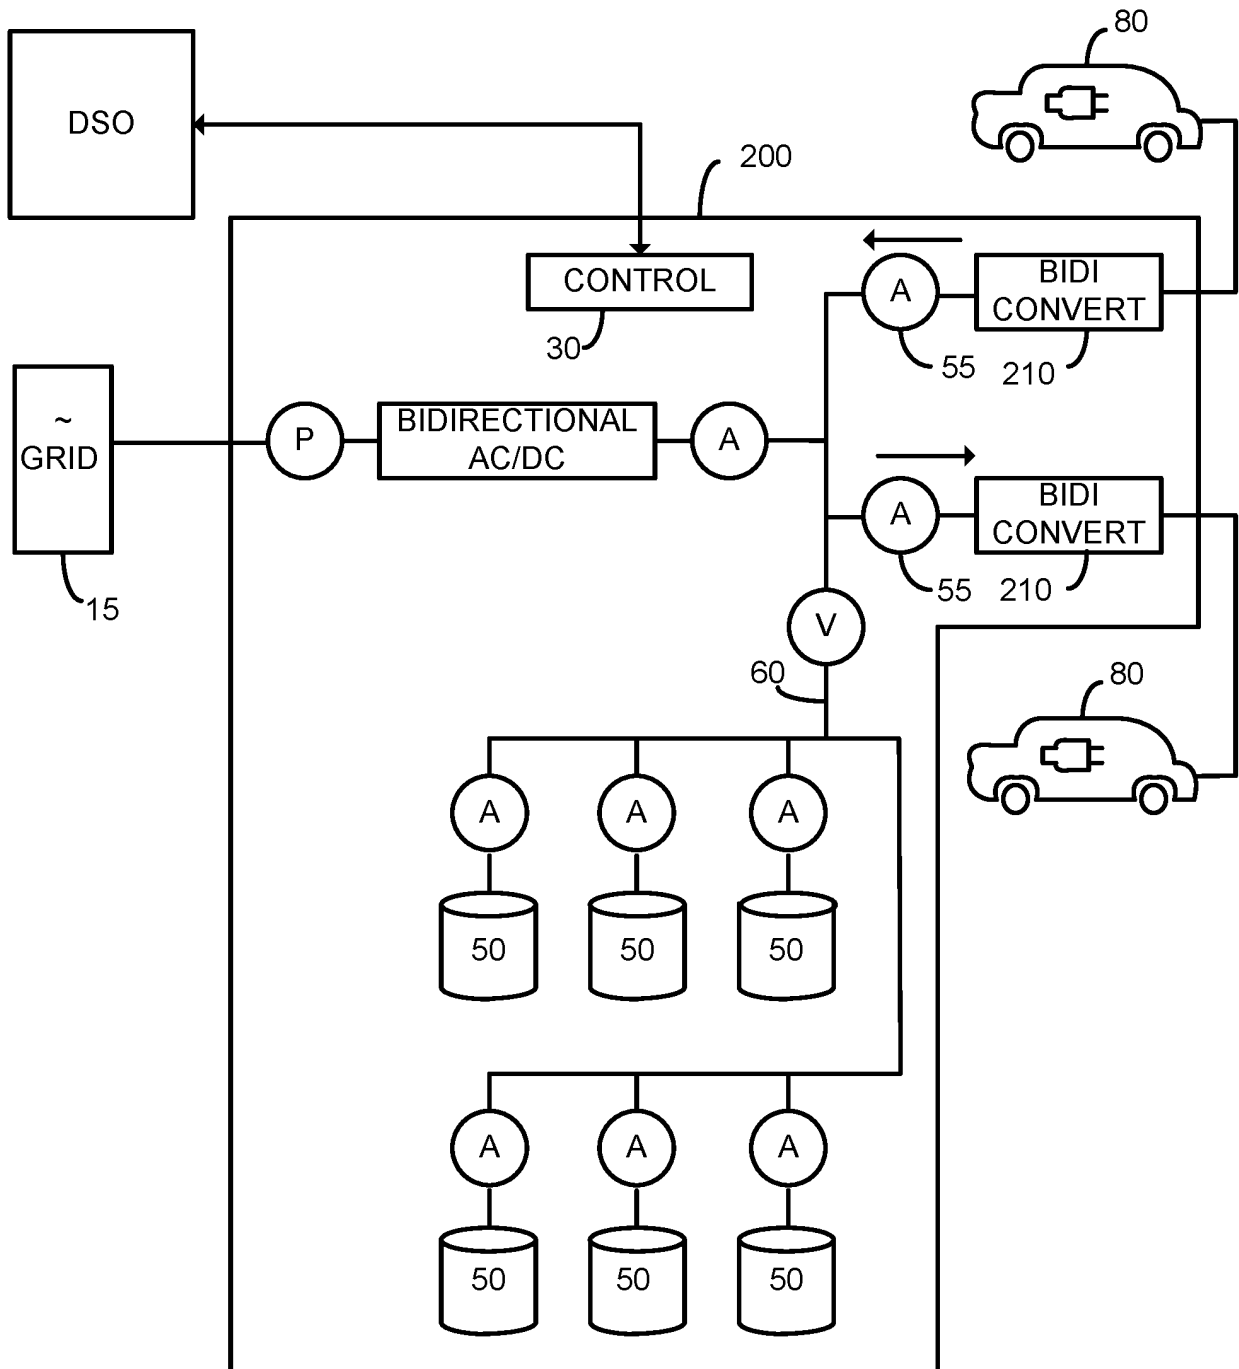 80
DSO
200
CONTROL
30
A
BIDI
CONVERT
55
210
~
GRID
15
P
BIDIRECTIONAL
AC/DC
A
A
BIDI
CONVERT
55
210
V
60
80
A
A
A
50
50
50
A
A
A
50
50
50